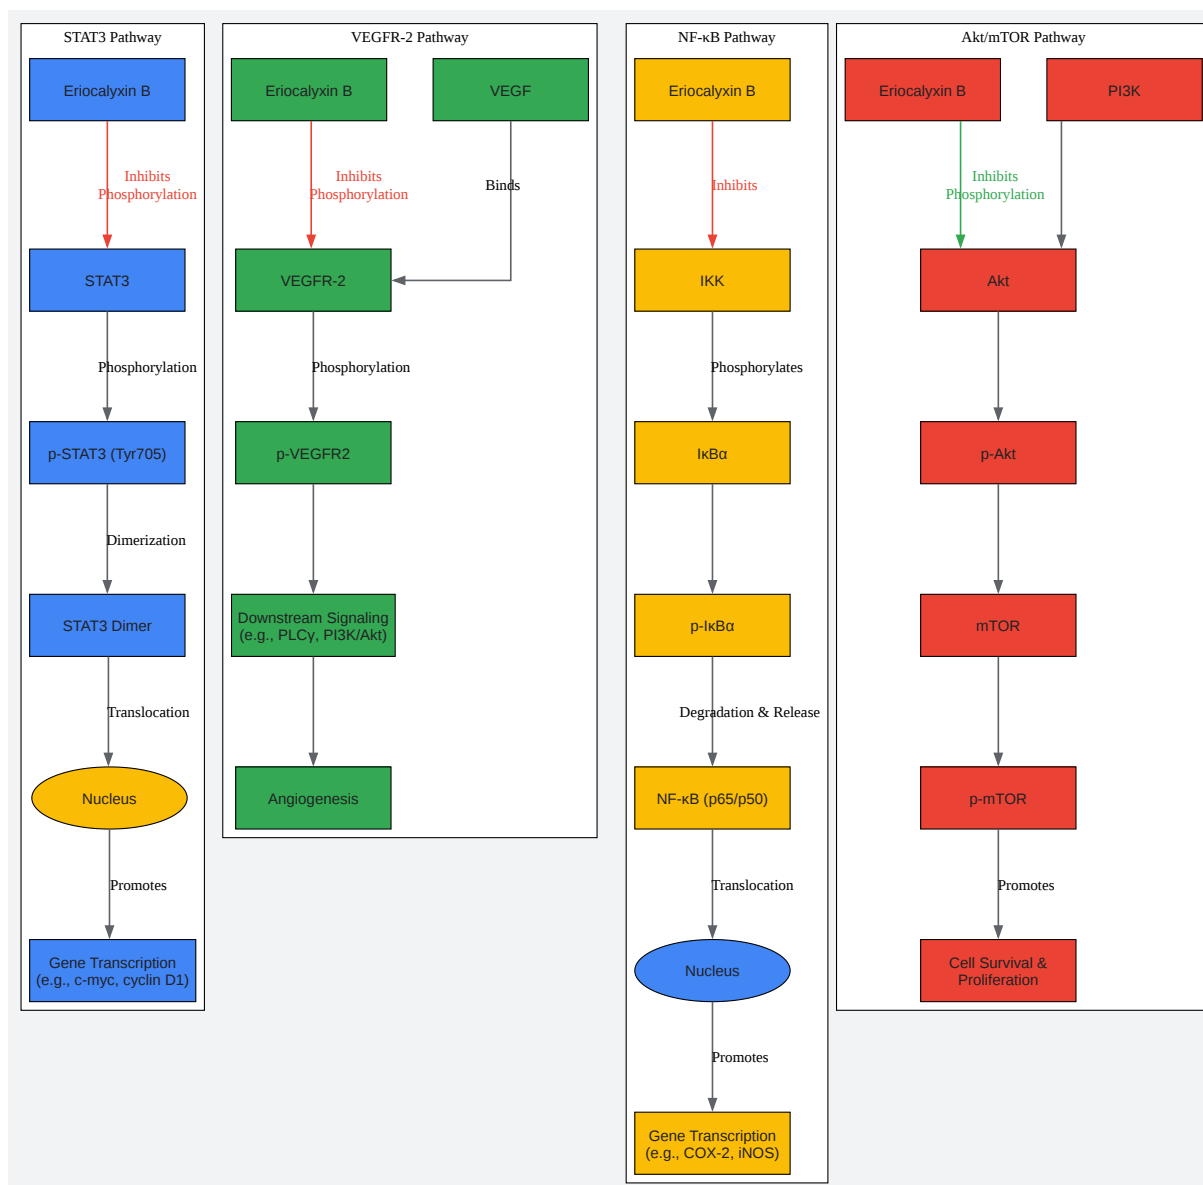 STAT3 Pathway
Eriocalyxin B
Inhibits
Phosphorylation
STAT3
Phosphorylation
p-STAT3 (Tyr705)
Dimerization
STAT3 Dimer
Translocation
Nucleus
Promotes
Gene Transcription
(e.g., c-myc, cyclin D1)
VEGFR-2 Pathway
Eriocalyxin B
VEGF
Inhibits
Phosphorylation
Binds
VEGFR-2
Phosphorylation
p-VEGFR2
Downstream Signaling
(e.g., PLCγ, PI3K/Akt)
Angiogenesis
NF-κB Pathway
Eriocalyxin B
Inhibits
IKK
Phosphorylates
IκBα
p-IκBα
Degradation & Release
NF-κB (p65/p50)
Translocation
Nucleus
Promotes
Gene Transcription
(e.g., COX-2, iNOS)
Akt/mTOR Pathway
Eriocalyxin B
PI3K
Inhibits
Phosphorylation
Akt
p-Akt
mTOR
p-mTOR
Promotes
Cell Survival &
Proliferation